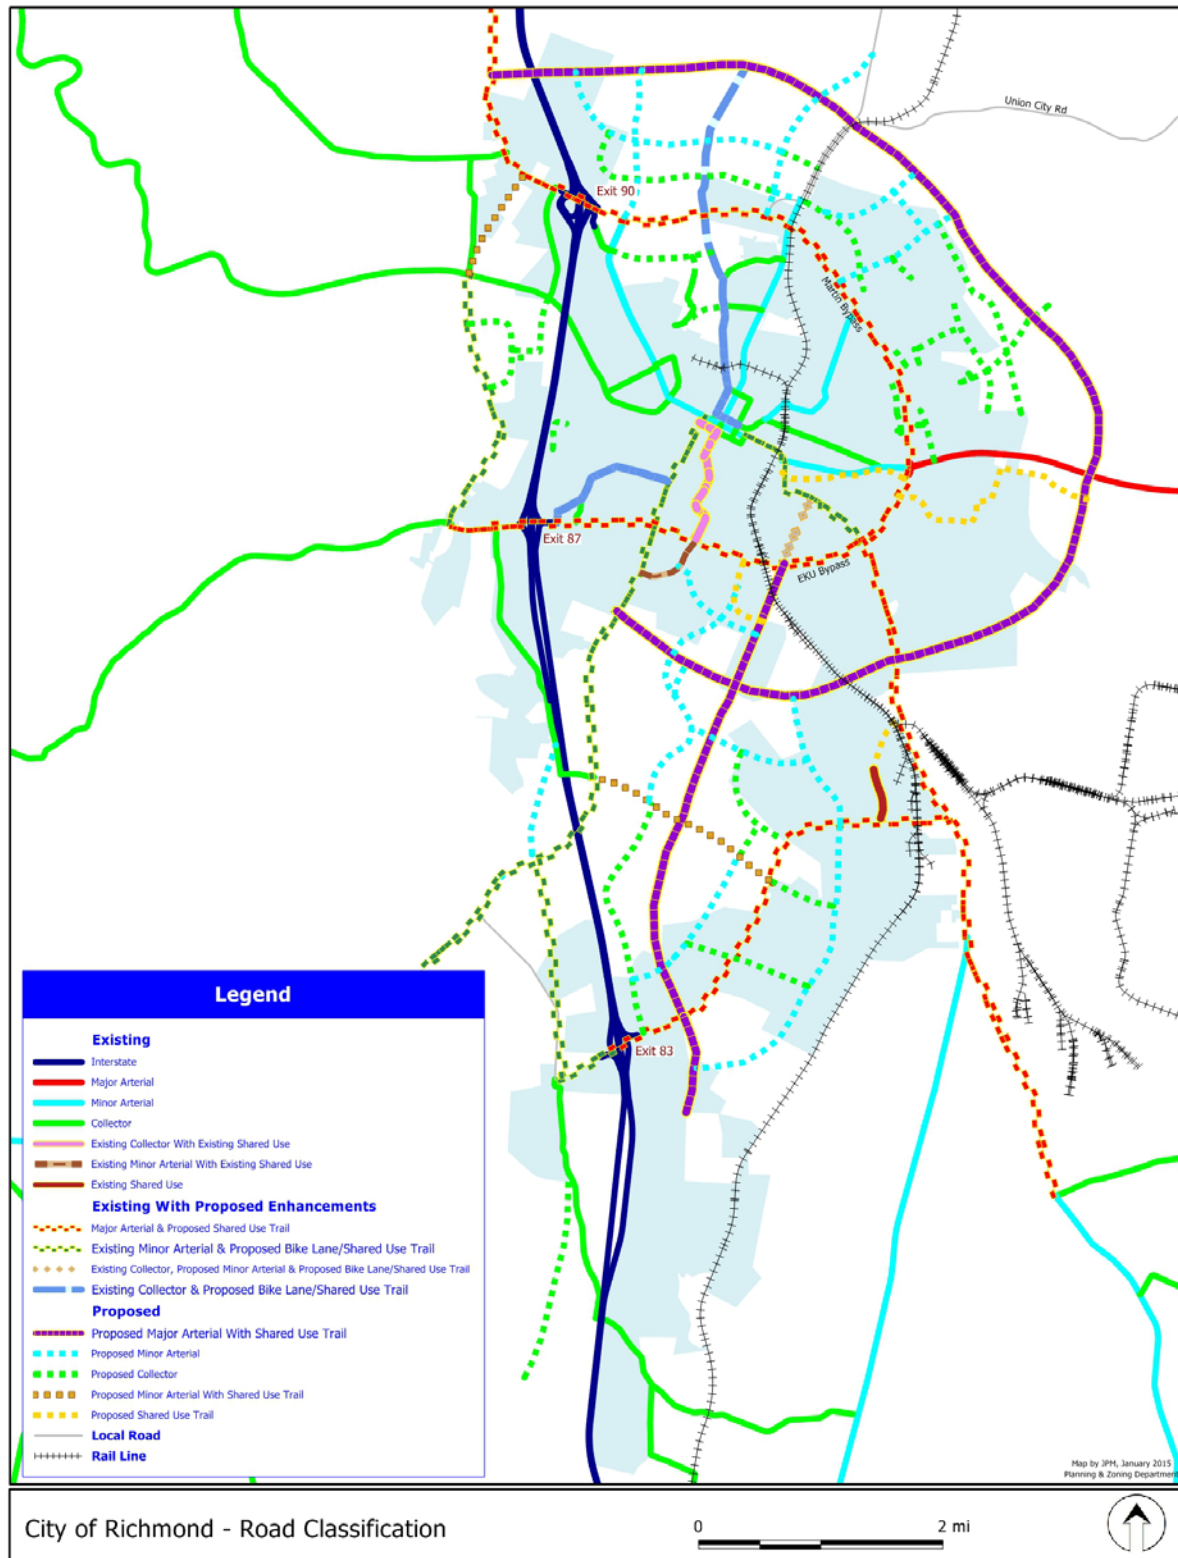 Union City Rd
Exit 90
Martin Bypass
Exit 87
EKU Bypass
Exit 83
Legend
Existing
Interstate
Major Arterial
Minor Arterial
Collector
Existing Collector With Existing Shared Use
Existing Minor Arterial With Existing Shared Use
Existing Shared Use
Existing With Proposed Enhancements
Major Arterial & Proposed Shared Use Trail
Existing Minor Arterial & Proposed Bike Lane/Shared Use Trail
Existing Collector, Proposed Minor Arterial & Proposed Bike Lane/Shared Use Trail
Existing Collector & Proposed Bike Lane/Shared Use Trail
Proposed
Proposed Major Arterial With Shared Use Trail
Proposed Minor Arterial
Proposed Collector
Proposed Minor Arterial With Shared Use Trail
Proposed Shared Use Trail
Local Road
Rail Line
Map by JPM, January 2015
Planning & Zoning Department
City of Richmond - Road Classification
0 2 mi